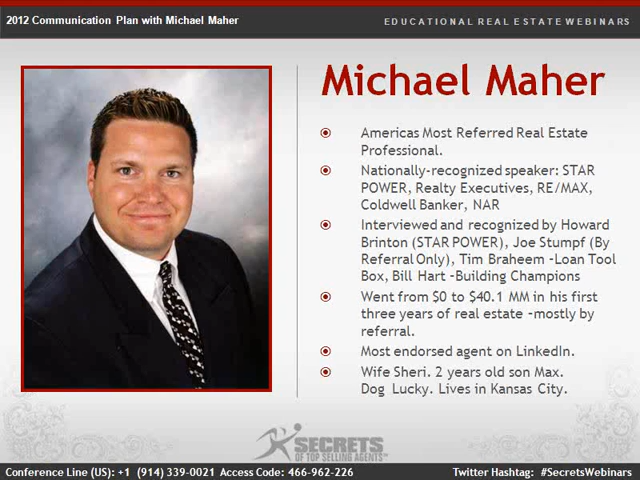 2012 Communication Plan with Michael Maher
EDUCATIONAL REAL ESTATE WEBINARS
Michael Maher
Americas Most Referred Real Estate
Professional.
Nationally-recognized speaker: STAR
POWER, Realty Executives, RE/MAX,
Coldwell Banker, NAR
Interviewed and recognized by Howard
Brinton (STAR POWER), Joe Stumpf (By
Referral Only), Tim Braheem –Loan Tool
Box, Bill Hart –Building Champions
Went from $0 to $40.1 MM in his first
three years of real estate –mostly by
referral.
Most endorsed agent on LinkedIn.
Wife Sheri. 2 years old son Max.
Dog Lucky. Lives in Kansas City.
SECRETS
OF TOP SELLING AGENTS
Conference Line (US): +1 (914) 339-0021 Access Code: 466-962-226
Twitter Hashtag: #SecretsWebinars